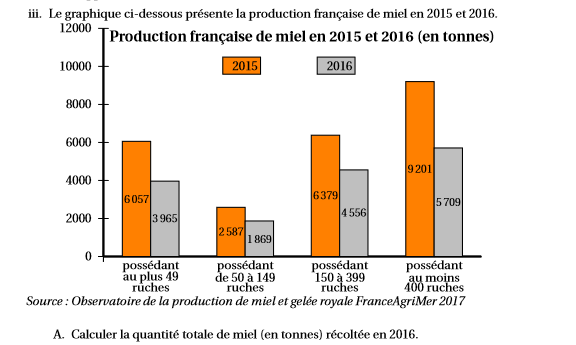 iii. Le graphique ci-dessous présente la production française de miel en 2015 et 2016.
Production française de miel en 2015 et 2016 (en tonnes)
2015 2016
12000
10000
8000
6000
4000
2000
0
6 057 3 965 2 587 1 869 6 379 4 556 9 201 5 709
possédant au plus 49 ruches
possédant de 50 à 149 ruches
possédant 150 à 399 ruches
possédant au moins 400 ruches
Source : Observatoire de la production de miel et gelée royale FranceAgriMer 2017
A. Calculer la quantité totale de miel (en tonnes) récoltée en 2016.